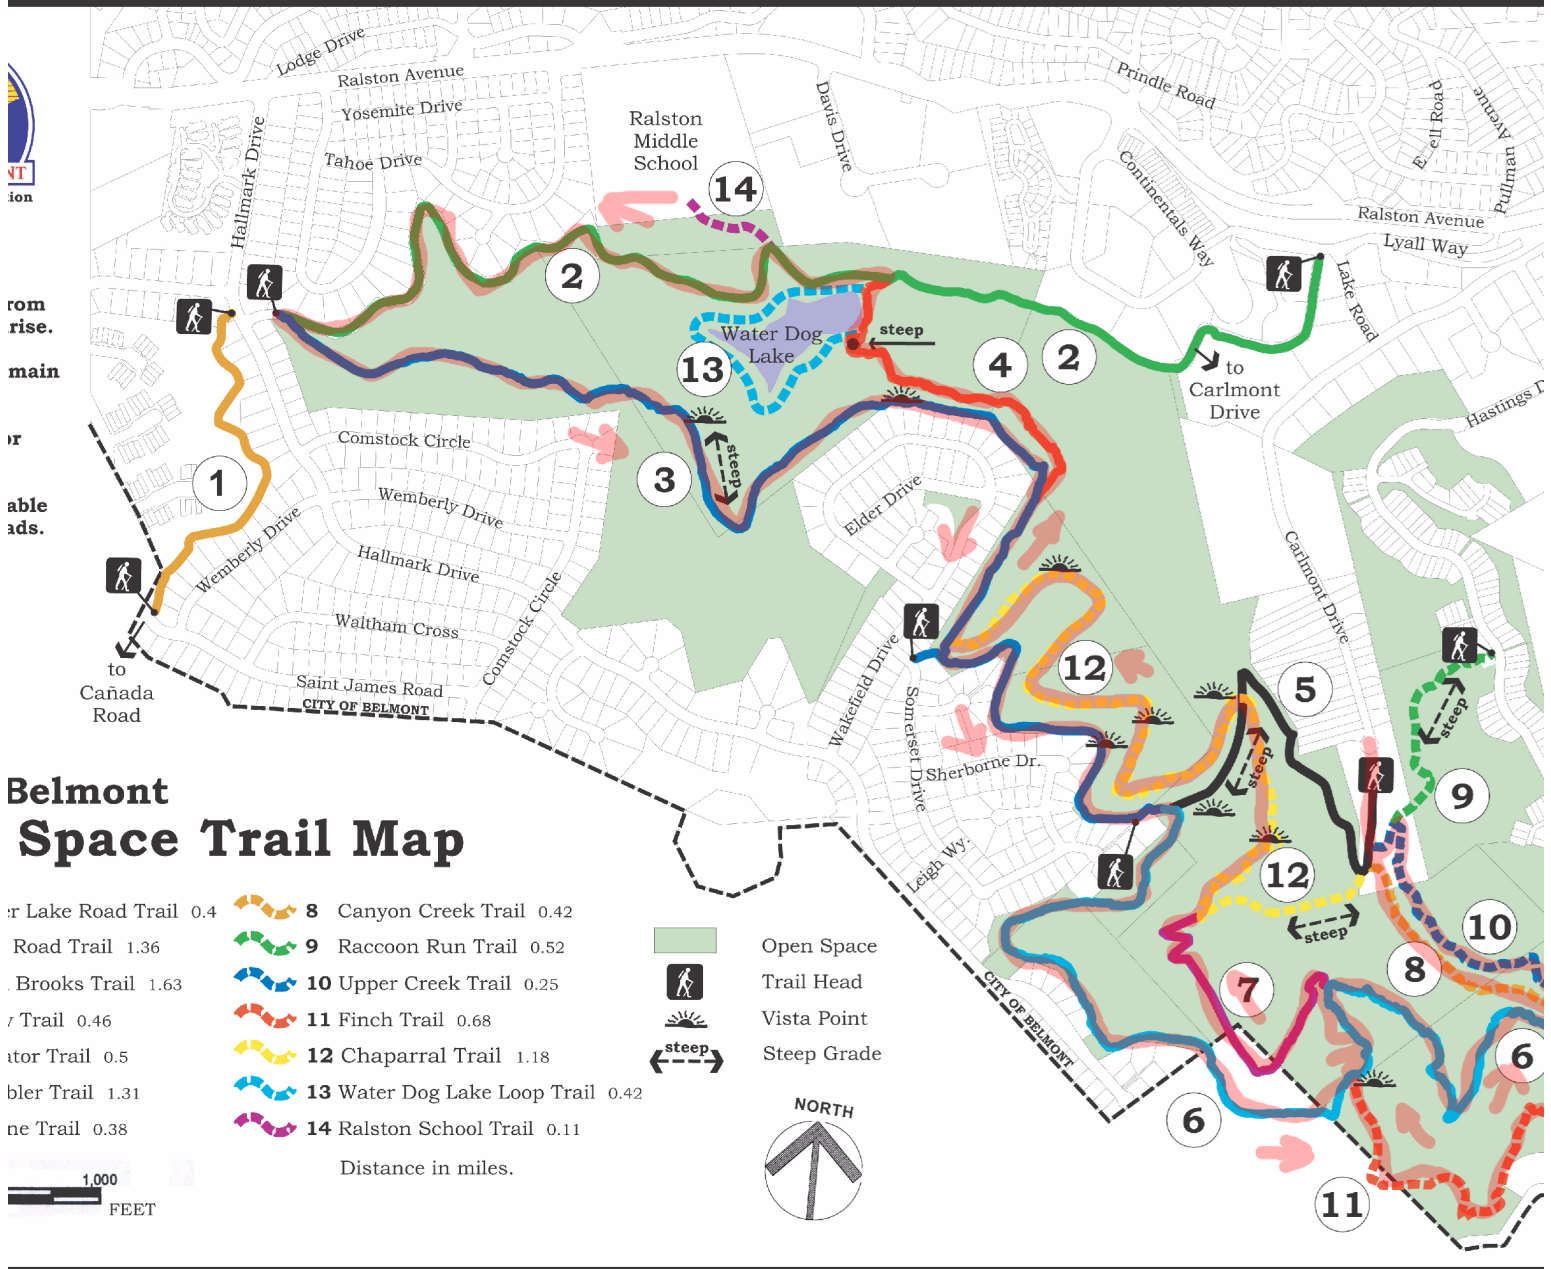 Lodge Drive
Ralston Avenue
Yosemite Drive
Tahoe Drive
Hallmark Drive
Ralston
Middle
School
Davis Drive
Prindle Road
Pullman Avenue
Continentals Way
Ralston Avenue
Lyall Way
Lake Road
Hastings D
NT
ion
rom
rise.
main
or
able
ads.
14
2
Water Dog
Lake
steep
13
4
2
to
Carlmont
Drive
1
3
steep
Comstock Circle
Wemberly Drive
Hallmark Drive
Waltham Cross
Saint James Road
Comstock Circle
Wemberly Drive
CITY OF BELMONT
to
Cañada
Road
Elder Drive
Wakefield Drive
Somerset Drive
Sherborne Dr.
Leigh Wy.
Carlmont Drive
12
5
steep
steep
9
12
steep
10
8
7
6
6
11
CITY OF BELMONT
Belmont
Space Trail Map
er Lake Road Trail 0.4
Road Trail 1.36
Brooks Trail 1.63
y Trail 0.46
ator Trail 0.5
bler Trail 1.31
ne Trail 0.38
8 Canyon Creek Trail 0.42
9 Raccoon Run Trail 0.52
10 Upper Creek Trail 0.25
11 Finch Trail 0.68
12 Chaparral Trail 1.18
13 Water Dog Lake Loop Trail 0.42
14 Ralston School Trail 0.11
Distance in miles.
Open Space
Trail Head
Vista Point
steep
Steep Grade
NORTH
1,000
FEET